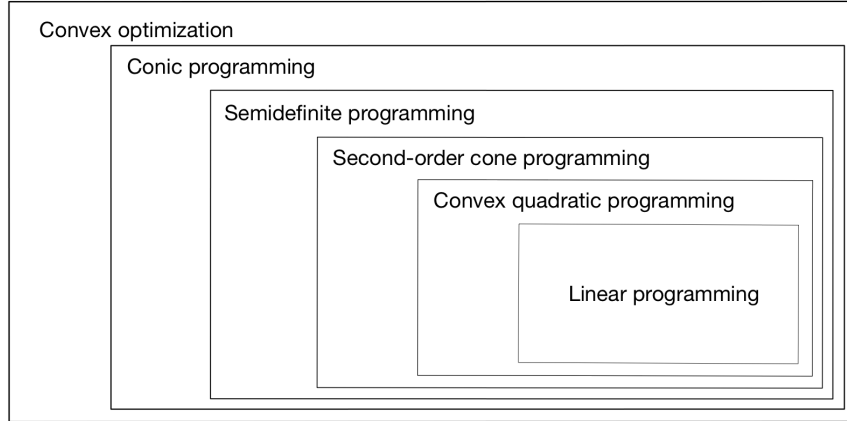 Convex optimization
Conic programming
Semidefinite programming
Second-order cone programming
Convex quadratic programming
Linear programming